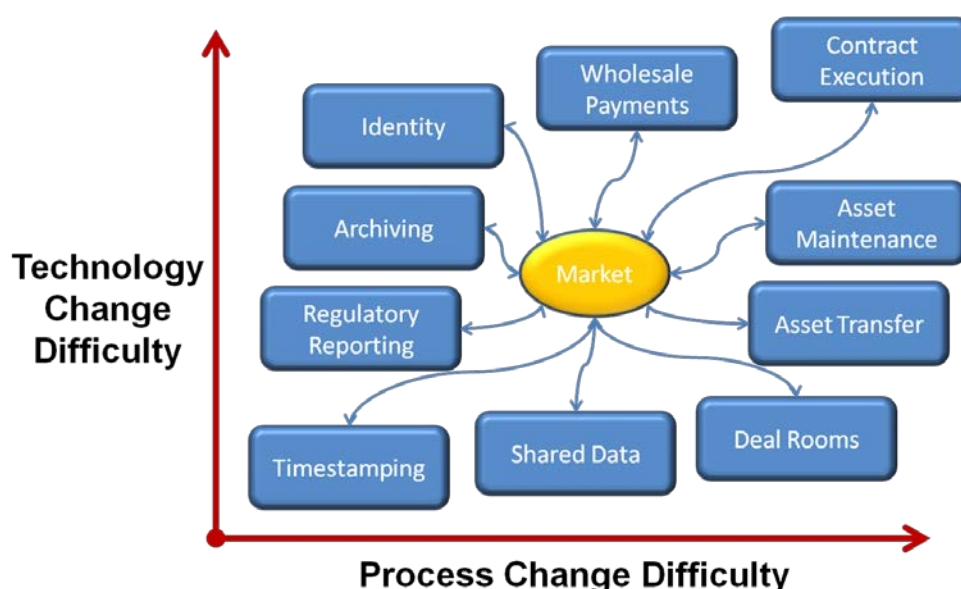 Contract
Execution
Wholesale
Payments
Identity
Archiving
Asset
Maintenance
Market
Technology
Change
Difficulty
Regulatory
Reporting
Asset Transfer
Timestamping
Shared Data
Deal Rooms
Process Change Difficulty